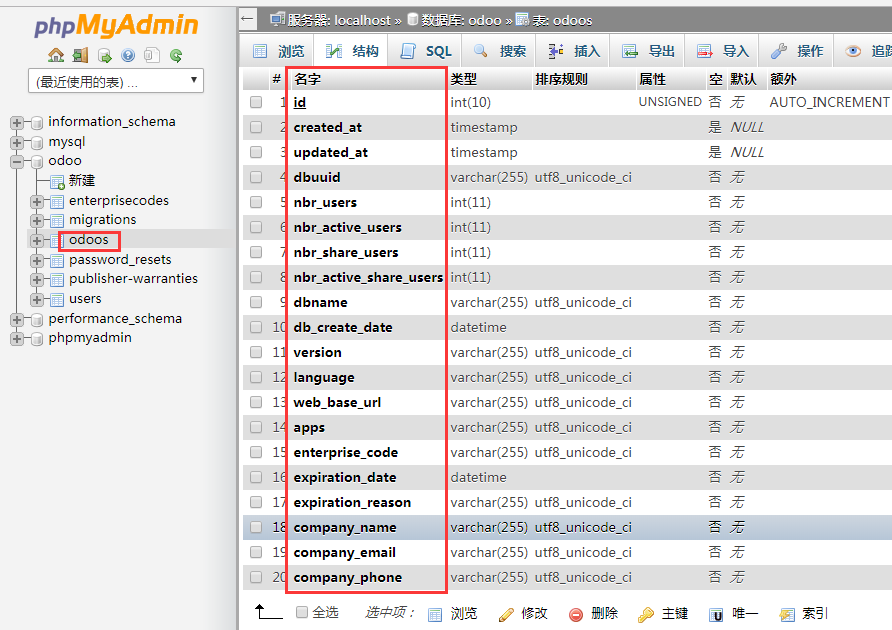 phpMyAdmin
(最近使用的表) ...
information_schema
mysql
odoo
新建
enterprisecodes
migrations
odoos
password_resets
publisher-warranties
users
performance_schema
phpmyadmin
服务器: localhost » 数据库: odoo » 表: odoos
浏览 结构 SQL 搜索 插入 导出 导入 操作 追踪
# 名字 类型 排序规则 属性 空 默认 额外
1 id int(10) UNSIGNED 否 无 AUTO_INCREMENT
2 created_at timestamp 是 NULL
3 updated_at timestamp 是 NULL
4 dbuuid varchar(255) utf8_unicode_ci 否 无
5 nbr_users int(11) 否 无
6 nbr_active_users int(11) 否 无
7 nbr_share_users int(11) 否 无
8 nbr_active_share_users int(11) 否 无
9 dbname varchar(255) utf8_unicode_ci 否 无
10 db_create_date datetime 否 无
11 version varchar(255) utf8_unicode_ci 否 无
12 language varchar(255) utf8_unicode_ci 否 无
13 web_base_url varchar(255) utf8_unicode_ci 否 无
14 apps varchar(255) utf8_unicode_ci 否 无
15 enterprise_code varchar(255) utf8_unicode_ci 否 无
16 expiration_date datetime 否 无
17 expiration_reason varchar(255) utf8_unicode_ci 否 无
18 company_name varchar(255) utf8_unicode_ci 否 无
19 company_email varchar(255) utf8_unicode_ci 否 无
20 company_phone varchar(255) utf8_unicode_ci 否 无
全选 选中项: 浏览 修改 删除 主键 唯一 索引